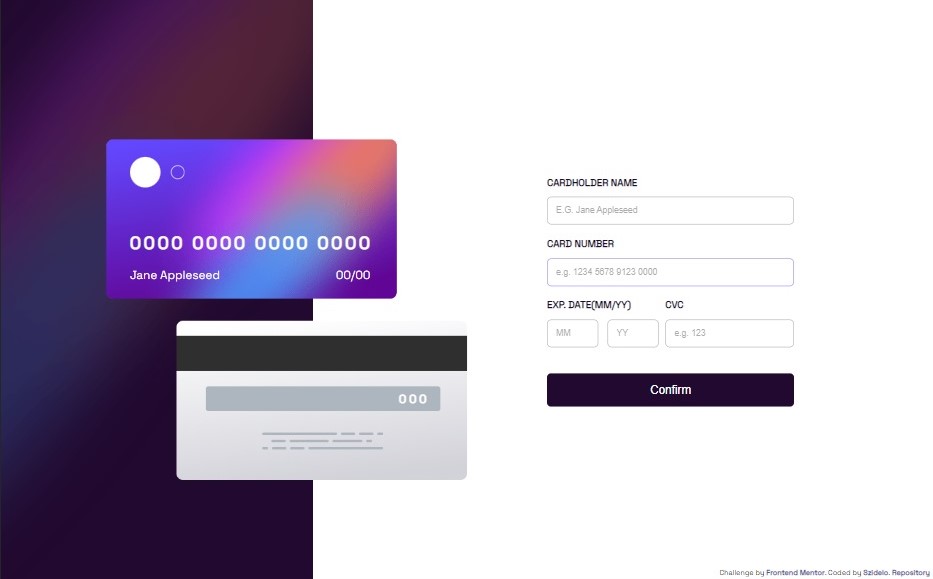 0000 0000 0000 0000
Jane Appleseed 00/00
000
CARDHOLDER NAME
E.G. Jane Appleseed
CARD NUMBER
e.g. 1234 5678 9123 0000
EXP. DATE(MM/YY) CVC
MM YY e.g. 123
Confirm
Challenge by Frontend Mentor. Coded by Szidelo. Repository